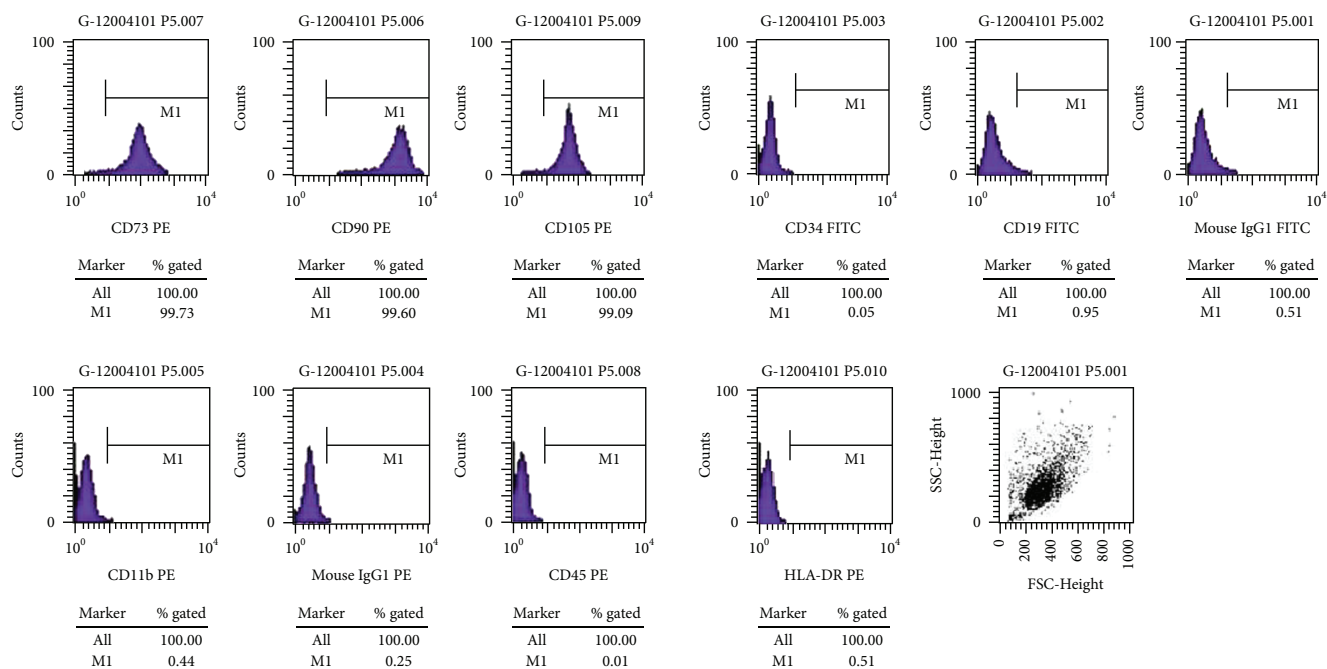 G-12004101 P5.007
100
Counts
M1
0
10^0
10^4
CD73 PE
Marker % gated
All 100.00
M1 99.73
G-12004101 P5.006
100
Counts
M1
0
10^0
10^4
CD90 PE
Marker % gated
All 100.00
M1 99.60
G-12004101 P5.009
100
Counts
M1
0
10^0
10^4
CD105 PE
Marker % gated
All 100.00
M1 99.09
G-12004101 P5.003
100
Counts
M1
0
10^0
10^4
CD34 FITC
Marker % gated
All 100.00
M1 0.05
G-12004101 P5.002
100
Counts
M1
0
10^0
10^4
CD19 FITC
Marker % gated
All 100.00
M1 0.95
G-12004101 P5.001
100
Counts
M1
0
10^0
10^4
Mouse IgG1 FITC
Marker % gated
All 100.00
M1 0.51
G-12004101 P5.005
100
Counts
M1
0
10^0
10^4
CD11b PE
Marker % gated
All 100.00
M1 0.44
G-12004101 P5.004
100
Counts
M1
0
10^0
10^4
Mouse IgG1 PE
Marker % gated
All 100.00
M1 0.25
G-12004101 P5.008
100
Counts
M1
0
10^0
10^4
CD45 PE
Marker % gated
All 100.00
M1 0.01
G-12004101 P5.010
100
Counts
M1
0
10^0
10^4
HLA-DR PE
Marker % gated
All 100.00
M1 0.51
G-12004101 P5.001
1000
SSC-Height
0
0 200 400 600 800 1000
FSC-Height